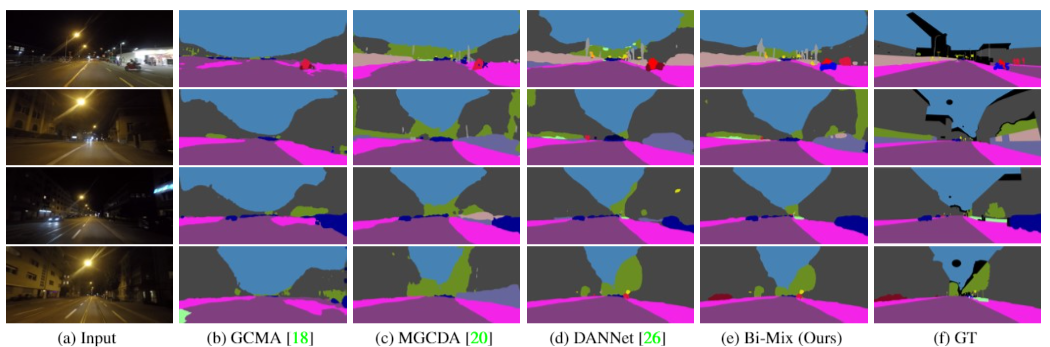 (a) Input
(b) GCMA [18]
(c) MGCDA [20]
(d) DANNet [26]
(e) Bi-Mix (Ours)
(f) GT